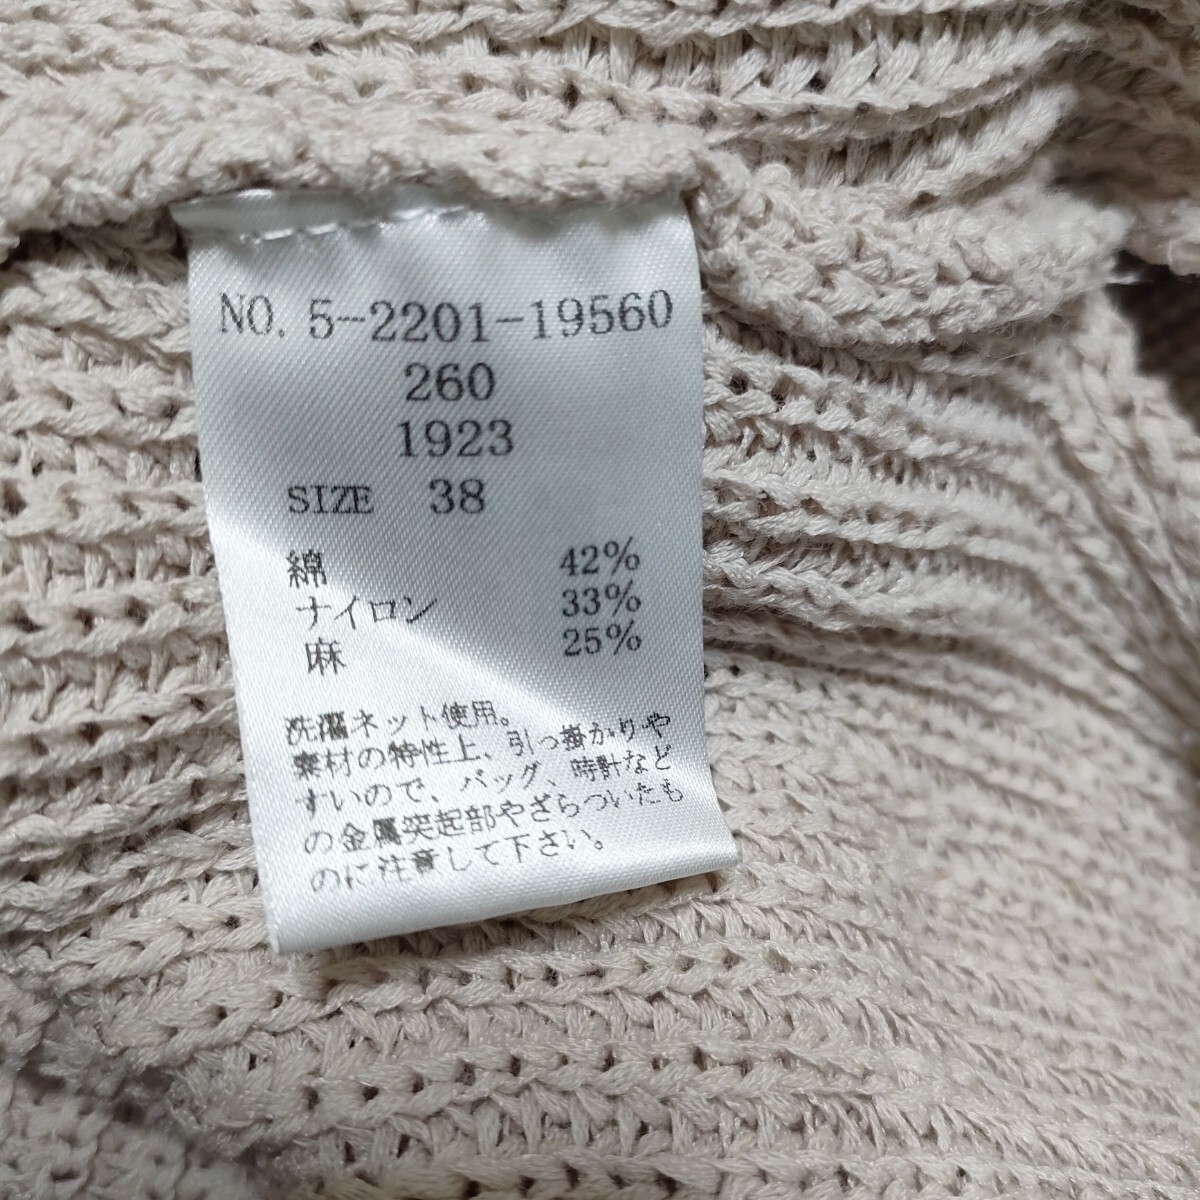 NO. 5-2201-19560
260
1923
SIZE 38
綿 42%
ナイロン 33%
麻 25%
洗濯ネット使用。
素材の特性上、引っ掛かりや
すいので、バッグ、時計など
の金属突起部やざらついたも
のに注意して下さい。